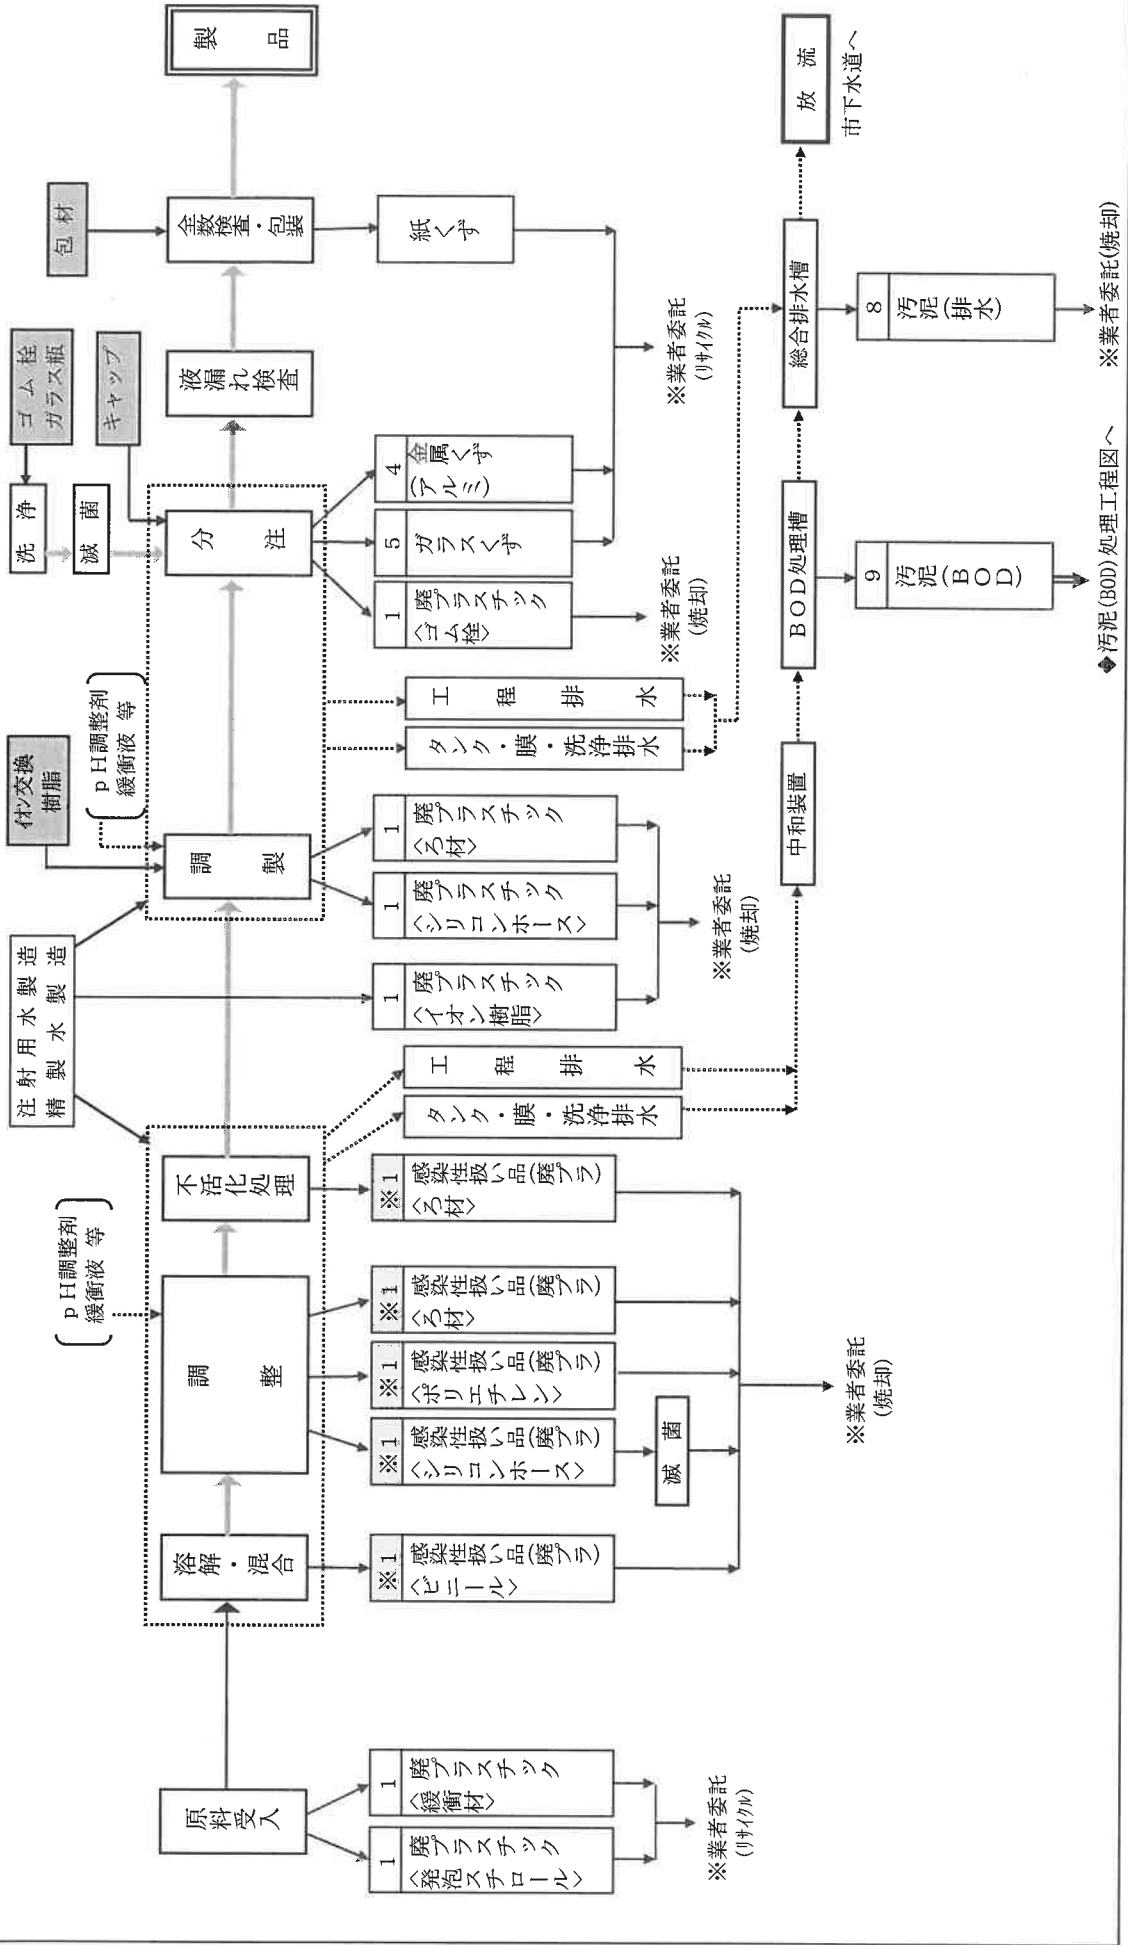 注射用水製造
精製水製造
pH調整剤
緩衝液 等
イオン交換
樹脂
pH調整剤
緩衝液 等
洗浄
滅菌
ゴム栓
ガラス瓶
キャップ
包材
原料受入
溶解・混合
調整
不活化処理
調製
分注
液漏れ検査
全数検査・包装
製品
1
廃プラスチック
〈発泡スチロール〉
1
廃プラスチック
〈緩衝材〉
※業者委託
(リサイクル)
※1
感染性扱い品(廃プラ)
〈ビニール〉
※1
感染性扱い品(廃プラ)
〈シリコンホース〉
滅菌
※1
感染性扱い品(廃プラ)
〈ポリエチレン〉
※1
感染性扱い品(廃プラ)
〈ろ材〉
※1
感染性扱い品(廃プラ)
〈ろ材〉
※業者委託
(焼却)
タンク・膜・洗浄排水
工程排水
1
廃プラスチック
〈イオン樹脂〉
1
廃プラスチック
〈シリコンホース〉
1
廃プラスチック
〈ろ材〉
※業者委託
(焼却)
タンク・膜・洗浄排水
工程排水
1
廃プラスチック
〈ゴム栓〉
※業者委託
(焼却)
5
ガラスくず
4
金属くず
(アルミ)
紙くず
※業者委託
(リサイクル)
中和装置
BOD処理槽
総合排水槽
放流
市下水道へ
9
汚泥(BOD)
◆汚泥(BOD)処理工程図へ
8
汚泥(排水)
※業者委託(焼却)